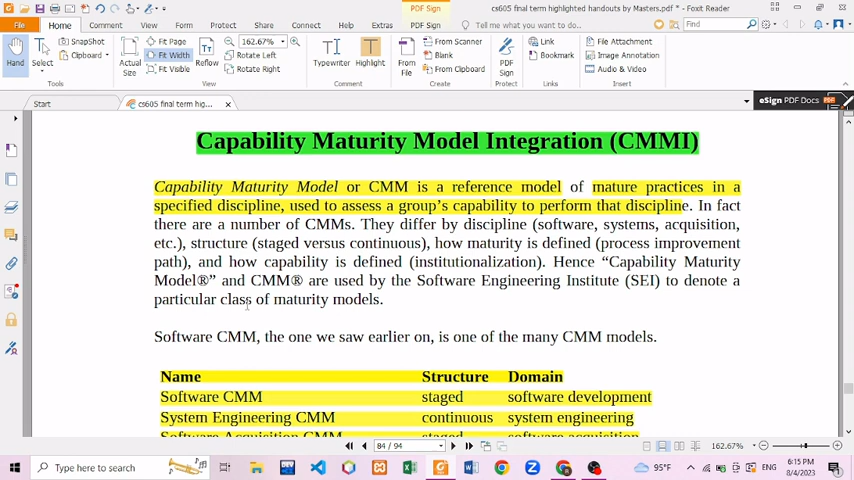 cs605 final term highlighted handouts by Masters.pdf * - Foxit Reader
PDF Sign
File Home Comment View Form Protect Share Connect Help Extras PDF Sign Tell me what you want to do... Find
SnapShot Clipboard Fit Page Fit Width Fit Visible 162.67% Rotate Left Rotate Right From Scanner Blank From Clipboard Link Bookmark File Attachment Image Annotation Audio & Video
Hand Select Actual Size Reflow Typewriter Highlight From File PDF Sign
Tools View Comment Create Protect Links Insert
Start cs605 final term hig... eSign PDF Docs
Capability Maturity Model Integration (CMMI)
Capability Maturity Model or CMM is a reference model of mature practices in a
specified discipline, used to assess a group's capability to perform that discipline. In fact
there are a number of CMMs. They differ by discipline (software, systems, acquisition,
etc.), structure (staged versus continuous), how maturity is defined (process improvement
path), and how capability is defined (institutionalization). Hence “Capability Maturity
Model®” and CMM® are used by the Software Engineering Institute (SEI) to denote a
particular class of maturity models.
Software CMM, the one we saw earlier on, is one of the many CMM models.
Name Structure Domain
Software CMM staged software development
System Engineering CMM continuous system engineering
Software Acquisition CMM staged software acquisition
84 / 94 162.67%
Type here to search 95°F ENG 6:15 PM
8/4/2023